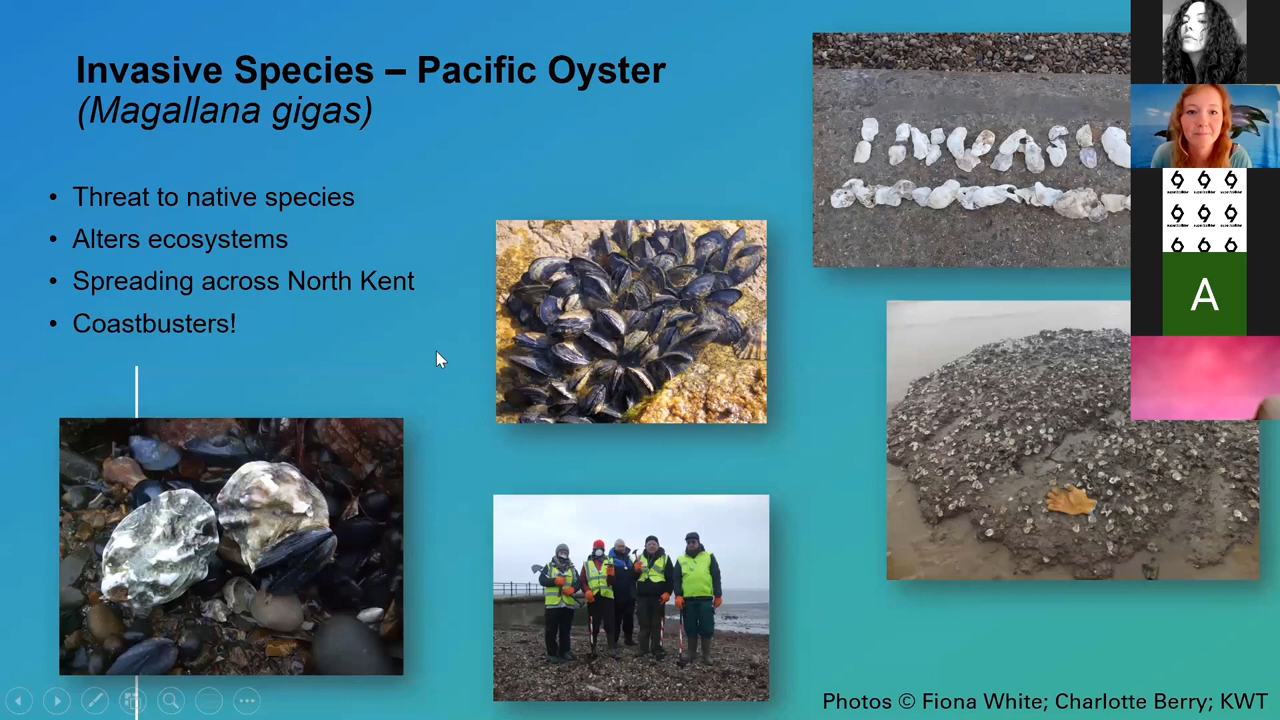 Invasive Species – Pacific Oyster
(Magallana gigas)
• Threat to native species
• Alters ecosystems
• Spreading across North Kent
• Coastbusters!
INVASIV
A
Photos © Fiona White; Charlotte Berry; KWT